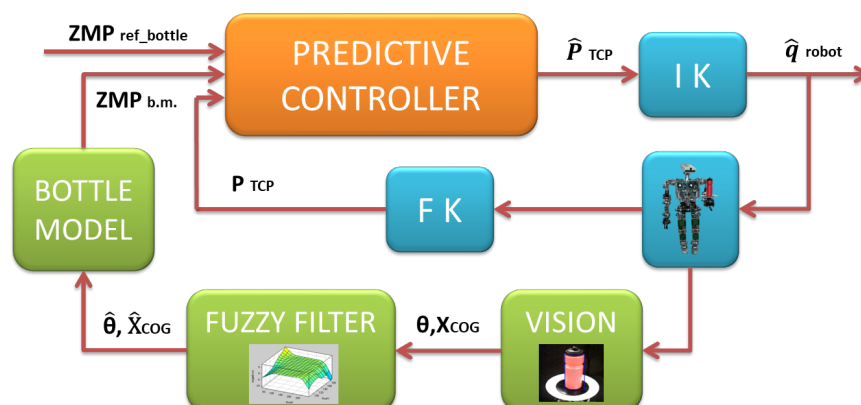 ZMP ref_bottle
PREDICTIVE
CONTROLLER
P̂ TCP
I K
q̂ robot
ZMP b.m.
P TCP
F K
BOTTLE
MODEL
θ̂, X̂COG
FUZZY FILTER
θ,XCOG
VISION